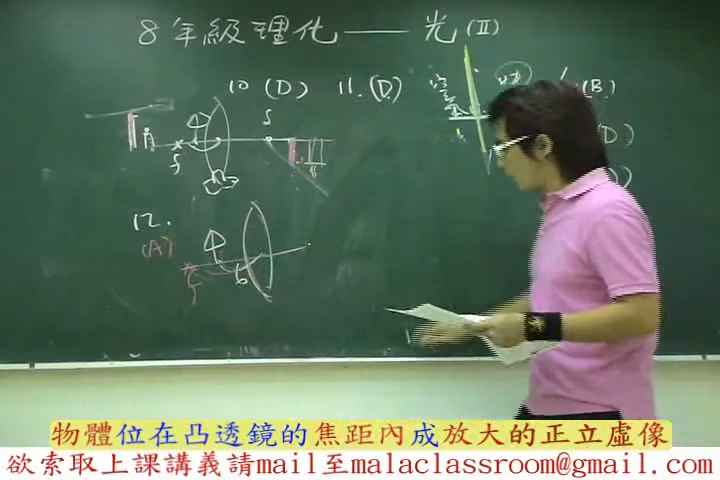 8年級理化——光(II)
10 (D) 11.(D)
(B)
D)
f
f
12.
(A)
f
物體位在凸透鏡的焦距內成放大的正立虛像
欲索取上課講義請mail至malaclassroom@gmail.com